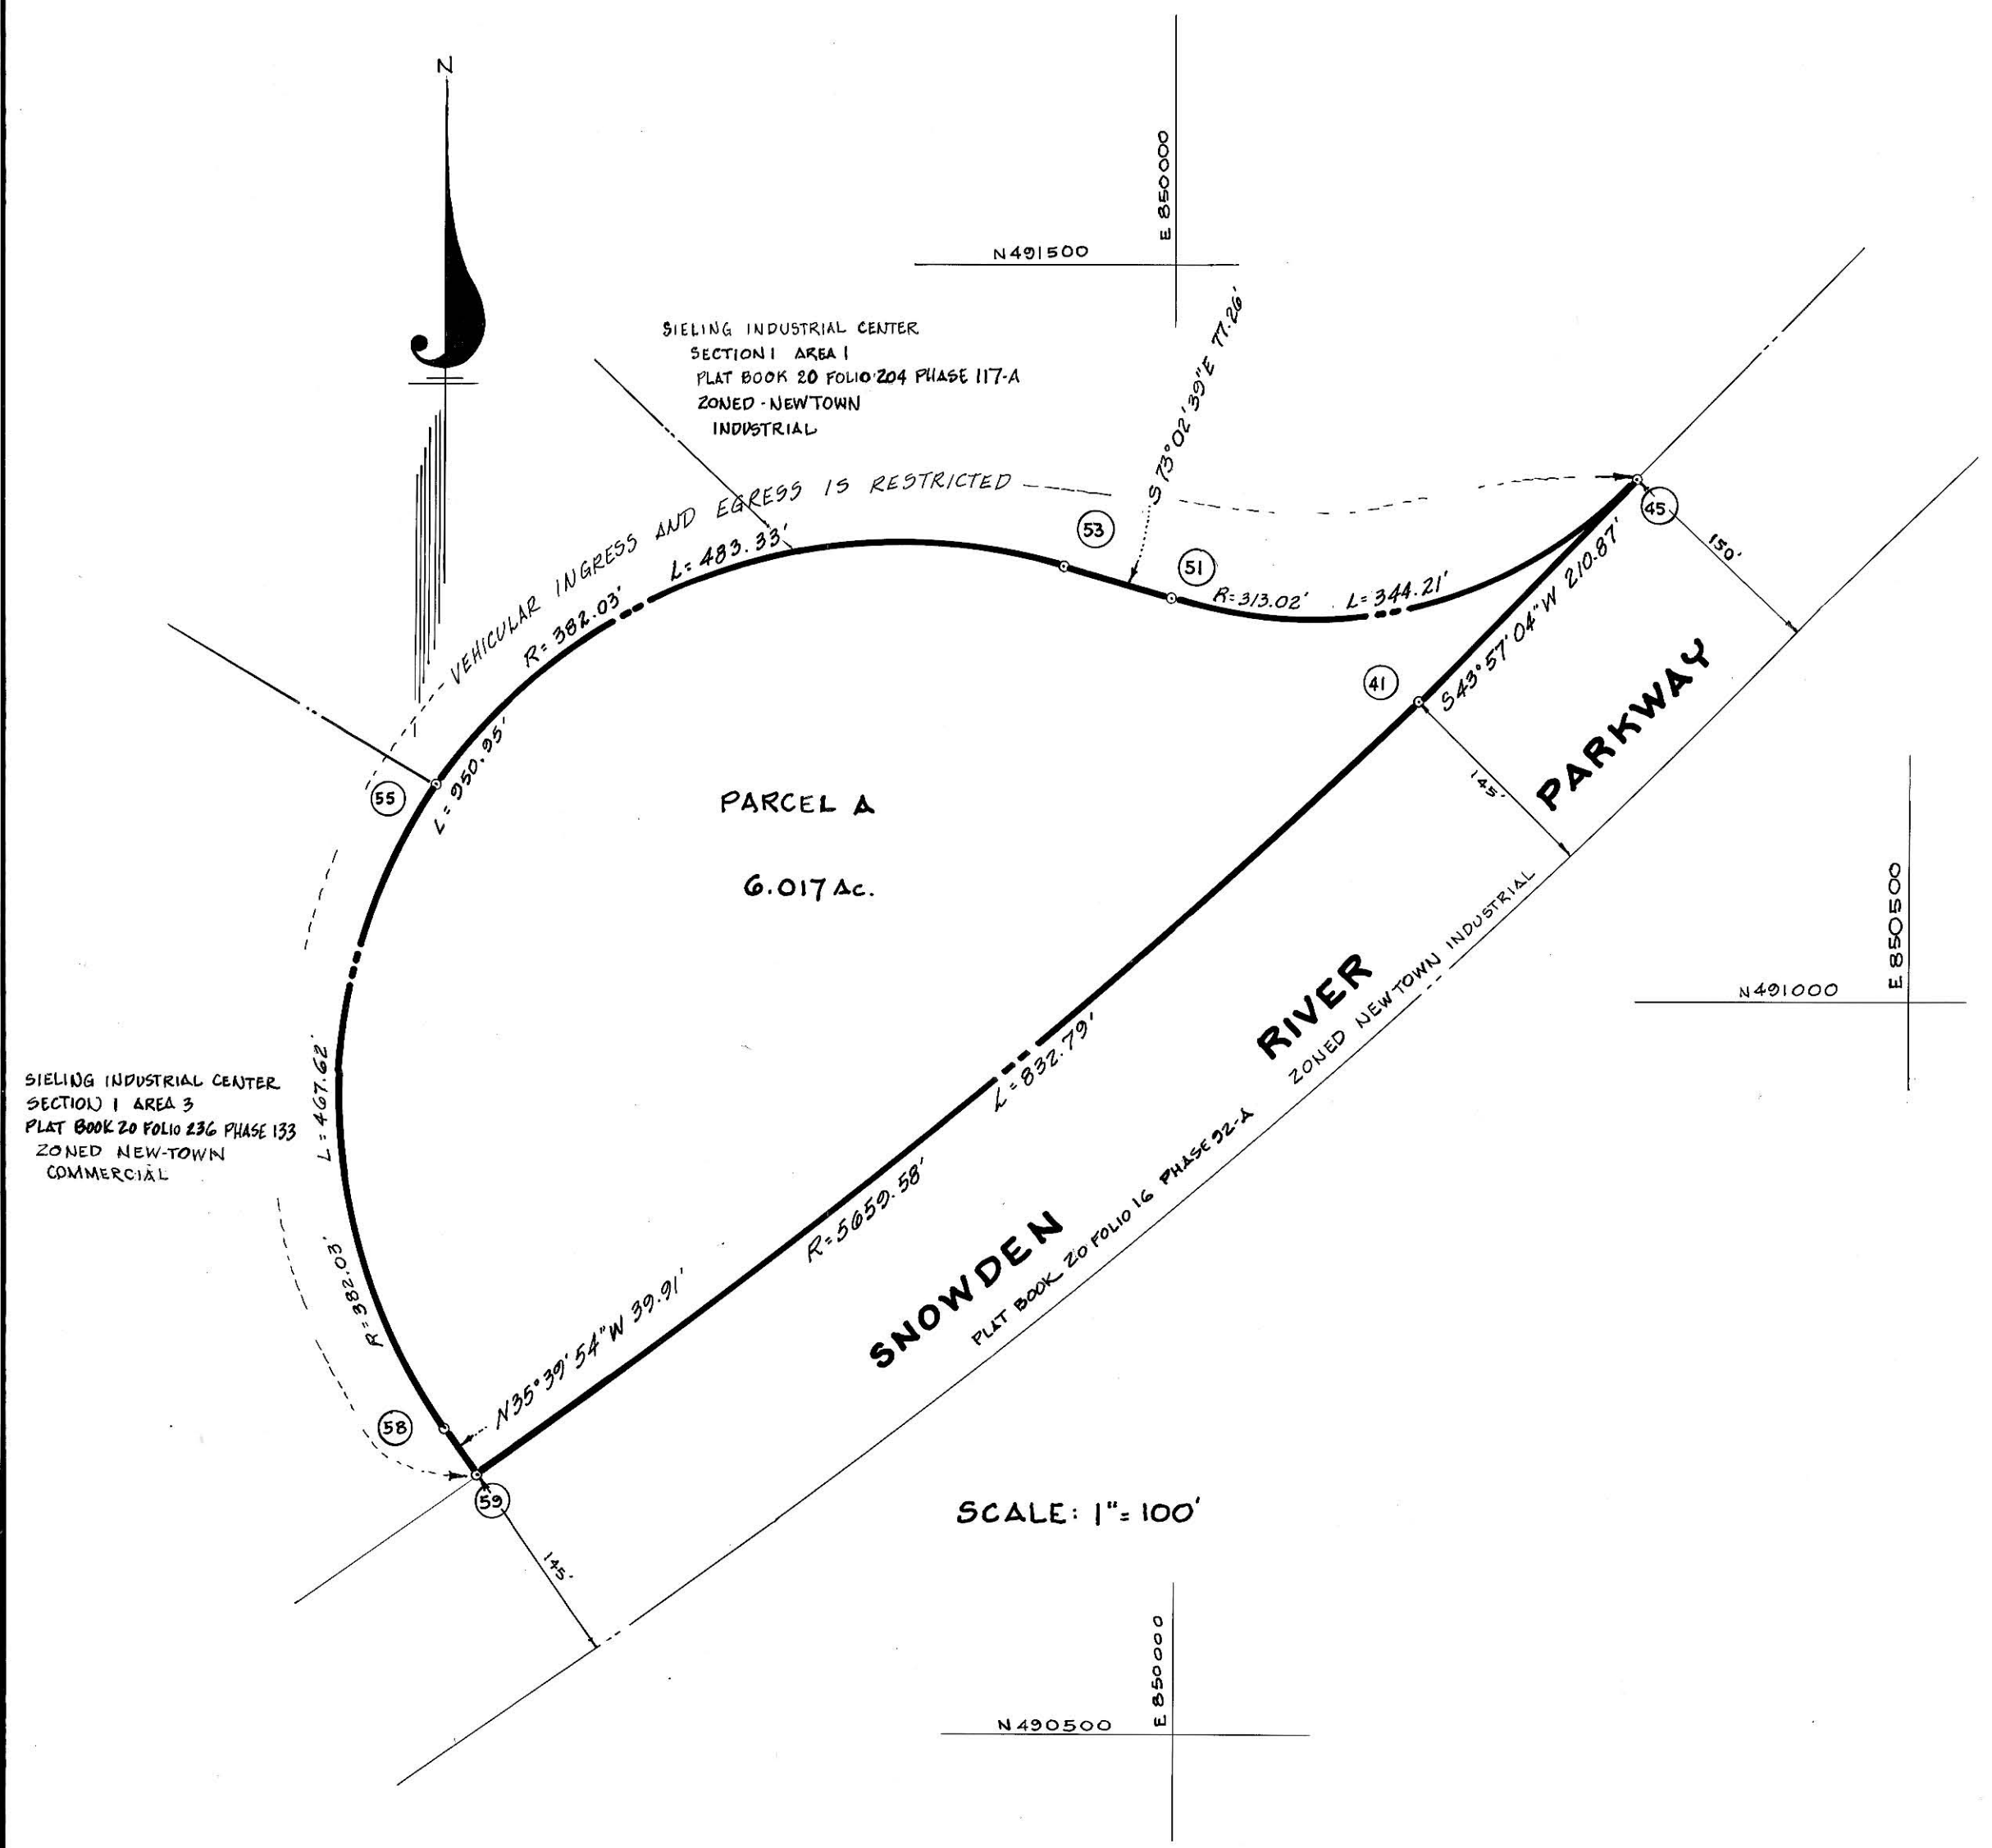 N
E 850000
N 491500
SIELING INDUSTRIAL CENTER
SECTION 1 AREA 1
PLAT BOOK 20 FOLIO 204 PHASE 117-A
ZONED - NEWTOWN
INDUSTRIAL
S 73° 02' 39" E 77.26'
VEHICULAR INGRESS AND EGRESS IS RESTRICTED
53
51
45
R= 382.03'
L= 483.33'
R=313.02'
L= 344.21'
150'
S 43° 57' 04" W 210.87'
41
145'
55
L= 950.95'
PARCEL A
6.017 Ac.
PARKWAY
E 850500
N 491000
RIVER
ZONED NEW TOWN INDUSTRIAL
L= 832.79'
SIELING INDUSTRIAL CENTER
SECTION 1 AREA 3
PLAT BOOK 20 FOLIO 236 PHASE 133
ZONED NEW-TOWN
COMMERCIAL
L= 467.62'
R=382.03'
R=5659.58'
SNOWDEN
PLAT BOOK 20 FOLIO 16 PHASE 92-A
N35° 39' 54" W 39.91'
58
59
145'
SCALE: 1"= 100'
E 850000
N 490500